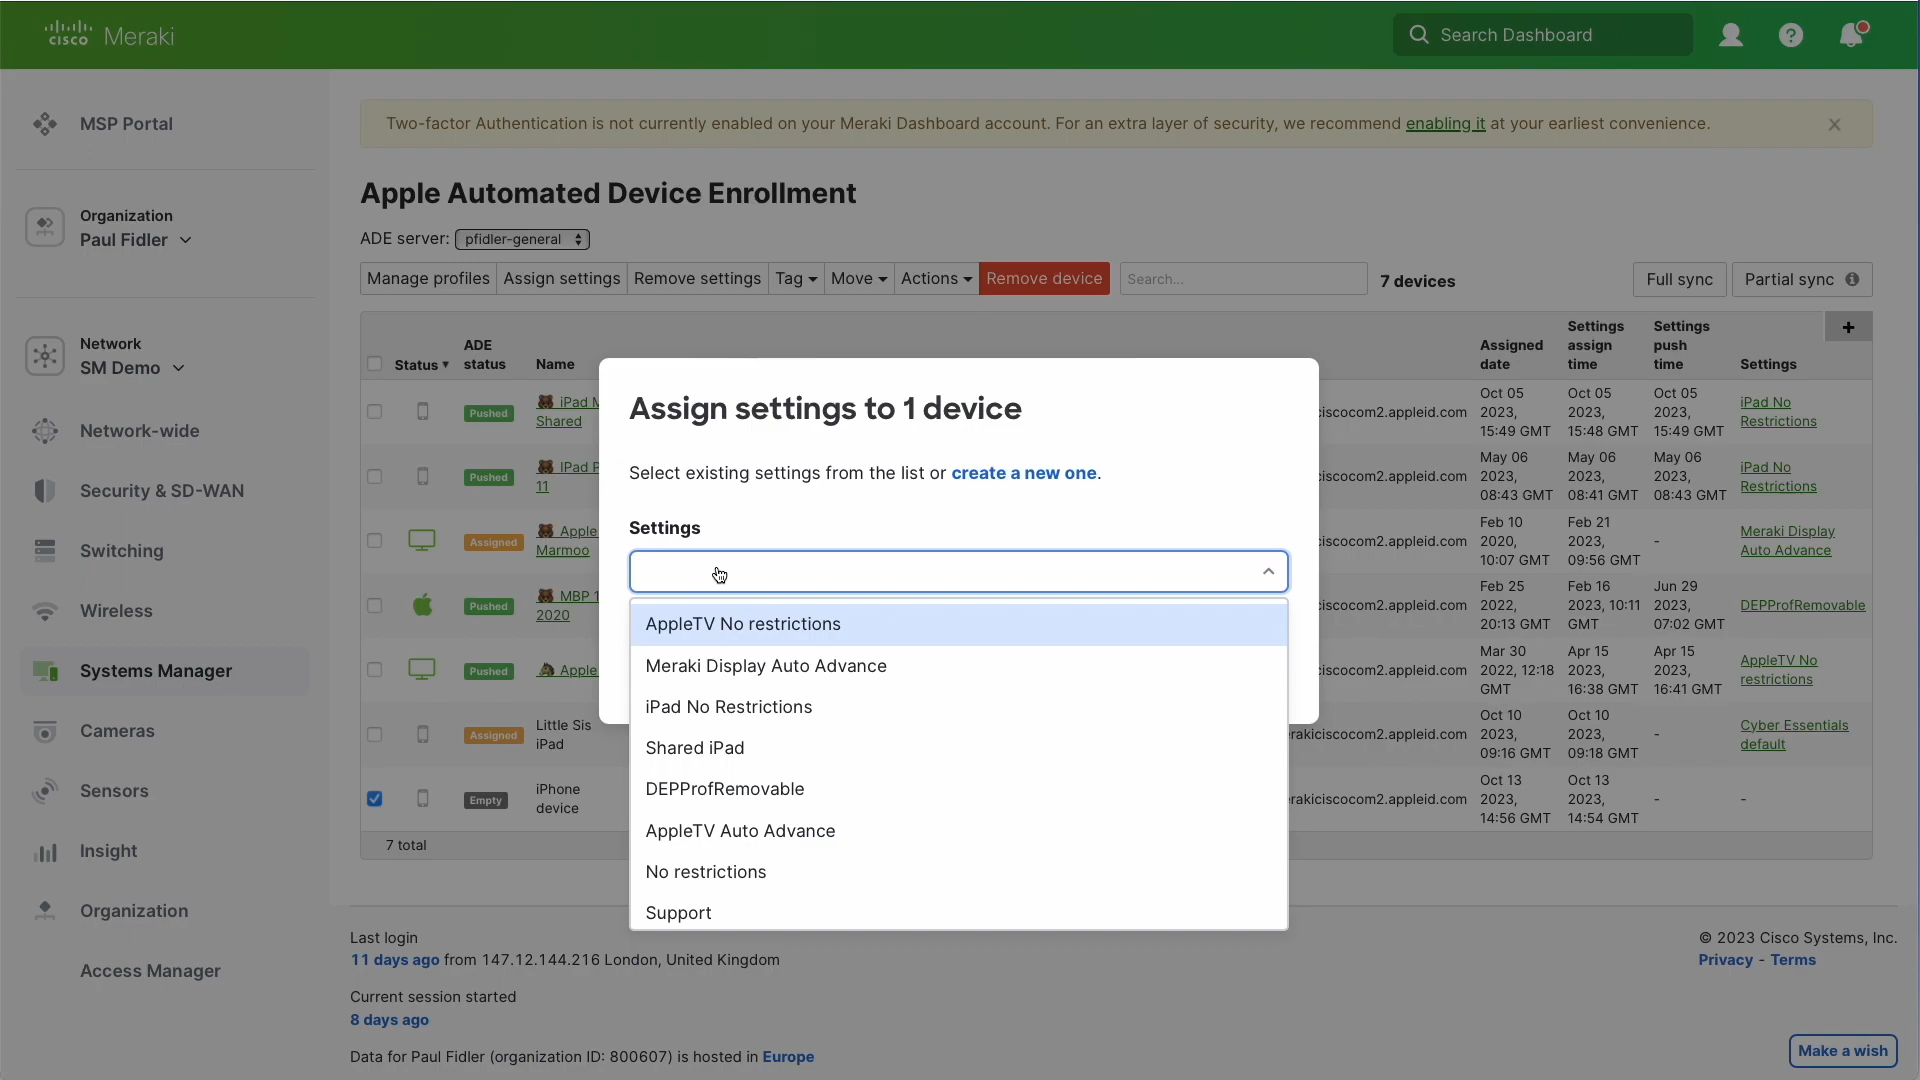 cisco Meraki
Search Dashboard
MSP Portal
Organization
Paul Fidler
Network
SM Demo
Network-wide
Security & SD-WAN
Switching
Wireless
Systems Manager
Cameras
Sensors
Insight
Organization
Access Manager
Two-factor Authentication is not currently enabled on your Meraki Dashboard account. For an extra layer of security, we recommend enabling it at your earliest convenience.
Apple Automated Device Enrollment
ADE server: pfidler-general
Manage profiles Assign settings Remove settings Tag Move Actions Remove device Search... 7 devices Full sync Partial sync
Status ADE status Name Assigned date Settings assign time Settings push time Settings +
Pushed iPad M Shared ciscocom2.appleid.com Oct 05 2023, 15:49 GMT Oct 05 2023, 15:48 GMT Oct 05 2023, 15:49 GMT iPad No Restrictions
Pushed IPad P 11 ciscocom2.appleid.com May 06 2023, 08:43 GMT May 06 2023, 08:41 GMT May 06 2023, 08:43 GMT iPad No Restrictions
Assigned Apple Marmoo ciscocom2.appleid.com Feb 10 2020, 10:07 GMT Feb 21 2023, 09:56 GMT - Meraki Display Auto Advance
Pushed MBP 1 2020 ciscocom2.appleid.com Feb 25 2022, 20:13 GMT Feb 16 2023, 10:11 GMT Jun 29 2023, 07:02 GMT DEPProfRemovable
Pushed Apple ciscocom2.appleid.com Mar 30 2022, 12:18 GMT Apr 15 2023, 16:38 GMT Apr 15 2023, 16:41 GMT AppleTV No restrictions
Assigned Little Sis iPad erakiciscocom2.appleid.com Oct 10 2023, 09:16 GMT Oct 10 2023, 09:18 GMT - Cyber Essentials default
Empty iPhone device erakiciscocom2.appleid.com Oct 13 2023, 14:56 GMT Oct 13 2023, 14:54 GMT - -
7 total
Assign settings to 1 device
Select existing settings from the list or create a new one.
Settings
AppleTV No restrictions
Meraki Display Auto Advance
iPad No Restrictions
Shared iPad
DEPProfRemovable
AppleTV Auto Advance
No restrictions
Support
Last login
11 days ago from 147.12.144.216 London, United Kingdom
Current session started
8 days ago
Data for Paul Fidler (organization ID: 800607) is hosted in Europe
© 2023 Cisco Systems, Inc.
Privacy - Terms
Make a wish